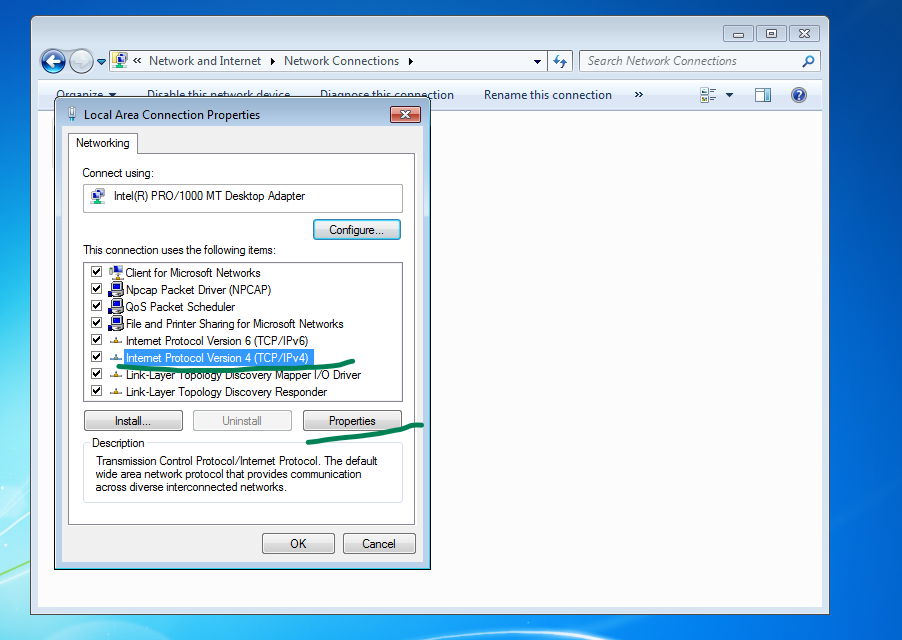 « Network and Internet Network Connections
Search Network Connections
Organize Disable this network device Diagnose this connection Rename this connection »
Local Area Connection Properties
Networking
Connect using:
Intel(R) PRO/1000 MT Desktop Adapter
Configure...
This connection uses the following items:
Client for Microsoft Networks
Npcap Packet Driver (NPCAP)
QoS Packet Scheduler
File and Printer Sharing for Microsoft Networks
Internet Protocol Version 6 (TCP/IPv6)
Internet Protocol Version 4 (TCP/IPv4)
Link-Layer Topology Discovery Mapper I/O Driver
Link-Layer Topology Discovery Responder
Install... Uninstall Properties
Description
Transmission Control Protocol/Internet Protocol. The default
wide area network protocol that provides communication
across diverse interconnected networks.
OK Cancel